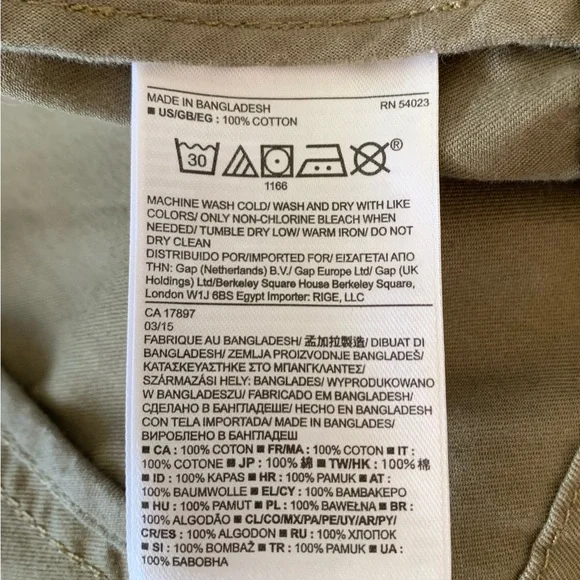 MADE IN BANGLADESH RN 54023
■ US/GB/EG : 100% COTTON
30
®
1166
MACHINE WASH COLD/ WASH AND DRY WITH LIKE
COLORS/ ONLY NON-CHLORINE BLEACH WHEN
NEEDED/ TUMBLE DRY LOW/ WARM IRON/ DO NOT
DRY CLEAN
DISTRIBUIDO POR/IMPORTED FOR/ ΕΙΣΑΓΕΤΑΙ ΑΠΟ
ΤΗΝ: Gap (Netherlands) B.V./ Gap Europe Ltd/ Gap (UK
Holdings) Ltd/Berkeley Square House Berkeley Square,
London W1J 6BS Egypt Importer: RIGE, LLC
CA 17897
03/15
FABRIQUE AU BANGLADESH/ 孟加拉製造/ DIBUAT DI
BANGLADESH/ ZEMLJA PROIZVODNJE BANGLADEŠ/
ΚΑΤΑΣΚΕΥΑΣΤΗΚΕ ΣΤΟ ΜΠΑΝΓΚΛΑΝΤΕΣ/
SZÁRMAZÁSI HELY: BANGLADES/ WYPRODUKOWANO
W BANGLADESZU/ FABRICADO EM BANGLADESH/
СДЕЛАНО В БАНГЛАДЕШЕ/ HECHO EN BANGLADESH
CON TELA IMPORTADA/ MADE IN BANGLADES/
ВИРОБЛЕНО В БАНГЛАДЕШ
■ CA : 100% COTON ■ FR/MA : 100% COTON ■ IT :
100% COTONE ■ JP : 100% 綿 ■ TW/HK : 100% 棉
■ ID : 100% KAPAS ■ HR : 100% PAMUK ■ AT :
100% BAUMWOLLE ■ EL/CY : 100% ΒΑΜΒΑΚΕΡΟ
■ HU : 100% PAMUT ■ PL : 100% BAWEŁNA ■ BR :
100% ALGODÃO ■ CL/CO/MX/PA/PE/UY/AR/PY/
CR/ES : 100% ALGODON ■ RU : 100% ХЛОПОК
■ SI : 100% BOMBAŽ ■ TR : 100% PAMUK ■ UA :
100% БАВОВНА